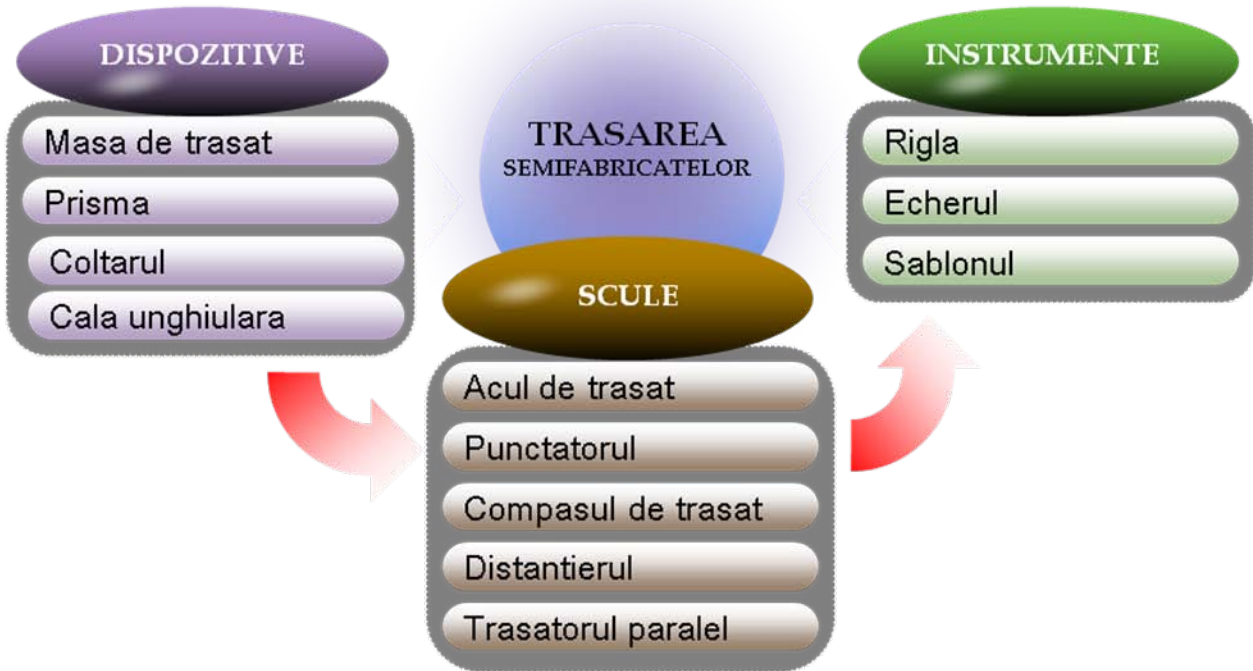 DISPOZITIVE
Masa de trasat
Prisma
Coltarul
Cala unghiulara
TRASAREA
SEMIFABRICATELOR
SCULE
Acul de trasat
Punctatorul
Compasul de trasat
Distantierul
Trasatorul paralel
INSTRUMENTE
Rigla
Echerul
Sablonul